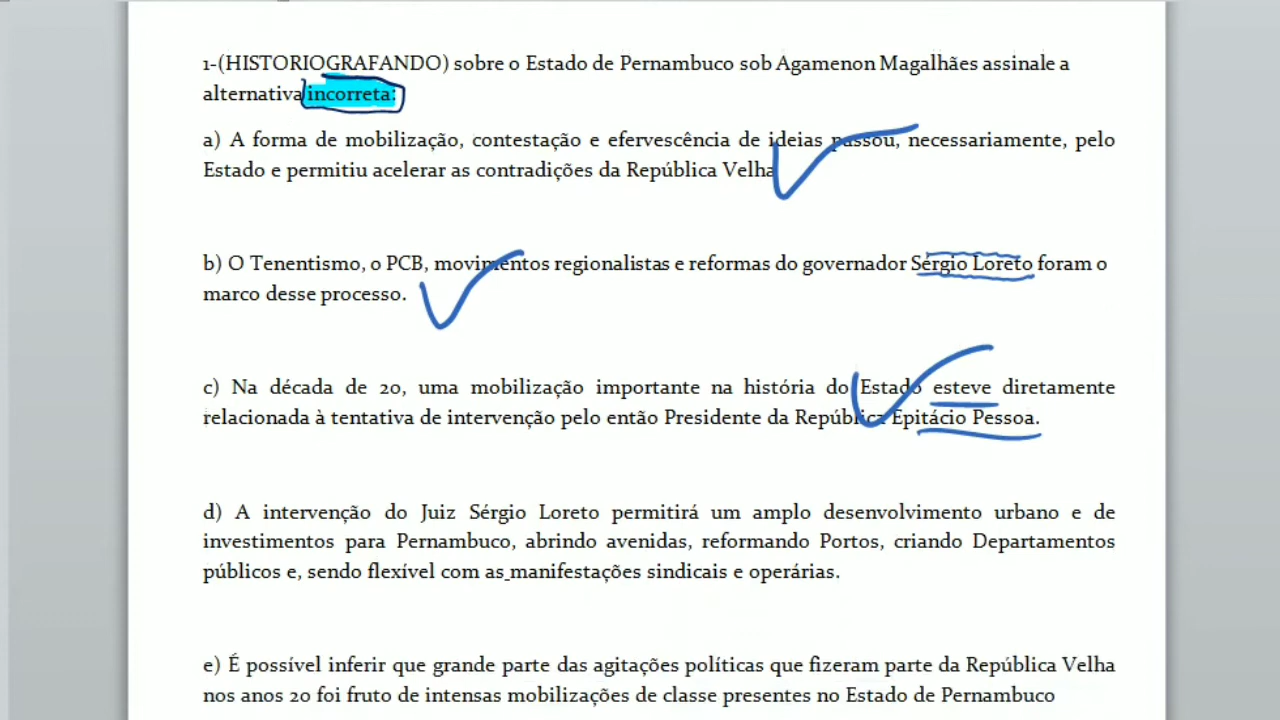 1-(HISTORIOGRAFANDO) sobre o Estado de Pernambuco sob Agamenon Magalhães assinale a
alternativa incorreta:
a) A forma de mobilização, contestação e efervescência de ideias passou, necessariamente, pelo
Estado e permitiu acelerar as contradições da República Velha
b) O Tenentismo, o PCB, movimentos regionalistas e reformas do governador Sérgio Loreto foram o
marco desse processo.
c) Na década de 20, uma mobilização importante na história do Estado esteve diretamente
relacionada à tentativa de intervenção pelo então Presidente da República Epitácio Pessoa.
d) A intervenção do Juiz Sérgio Loreto permitirá um amplo desenvolvimento urbano e de
investimentos para Pernambuco, abrindo avenidas, reformando Portos, criando Departamentos
públicos e, sendo flexível com as manifestações sindicais e operárias.
e) É possível inferir que grande parte das agitações políticas que fizeram parte da República Velha
nos anos 20 foi fruto de intensas mobilizações de classe presentes no Estado de Pernambuco